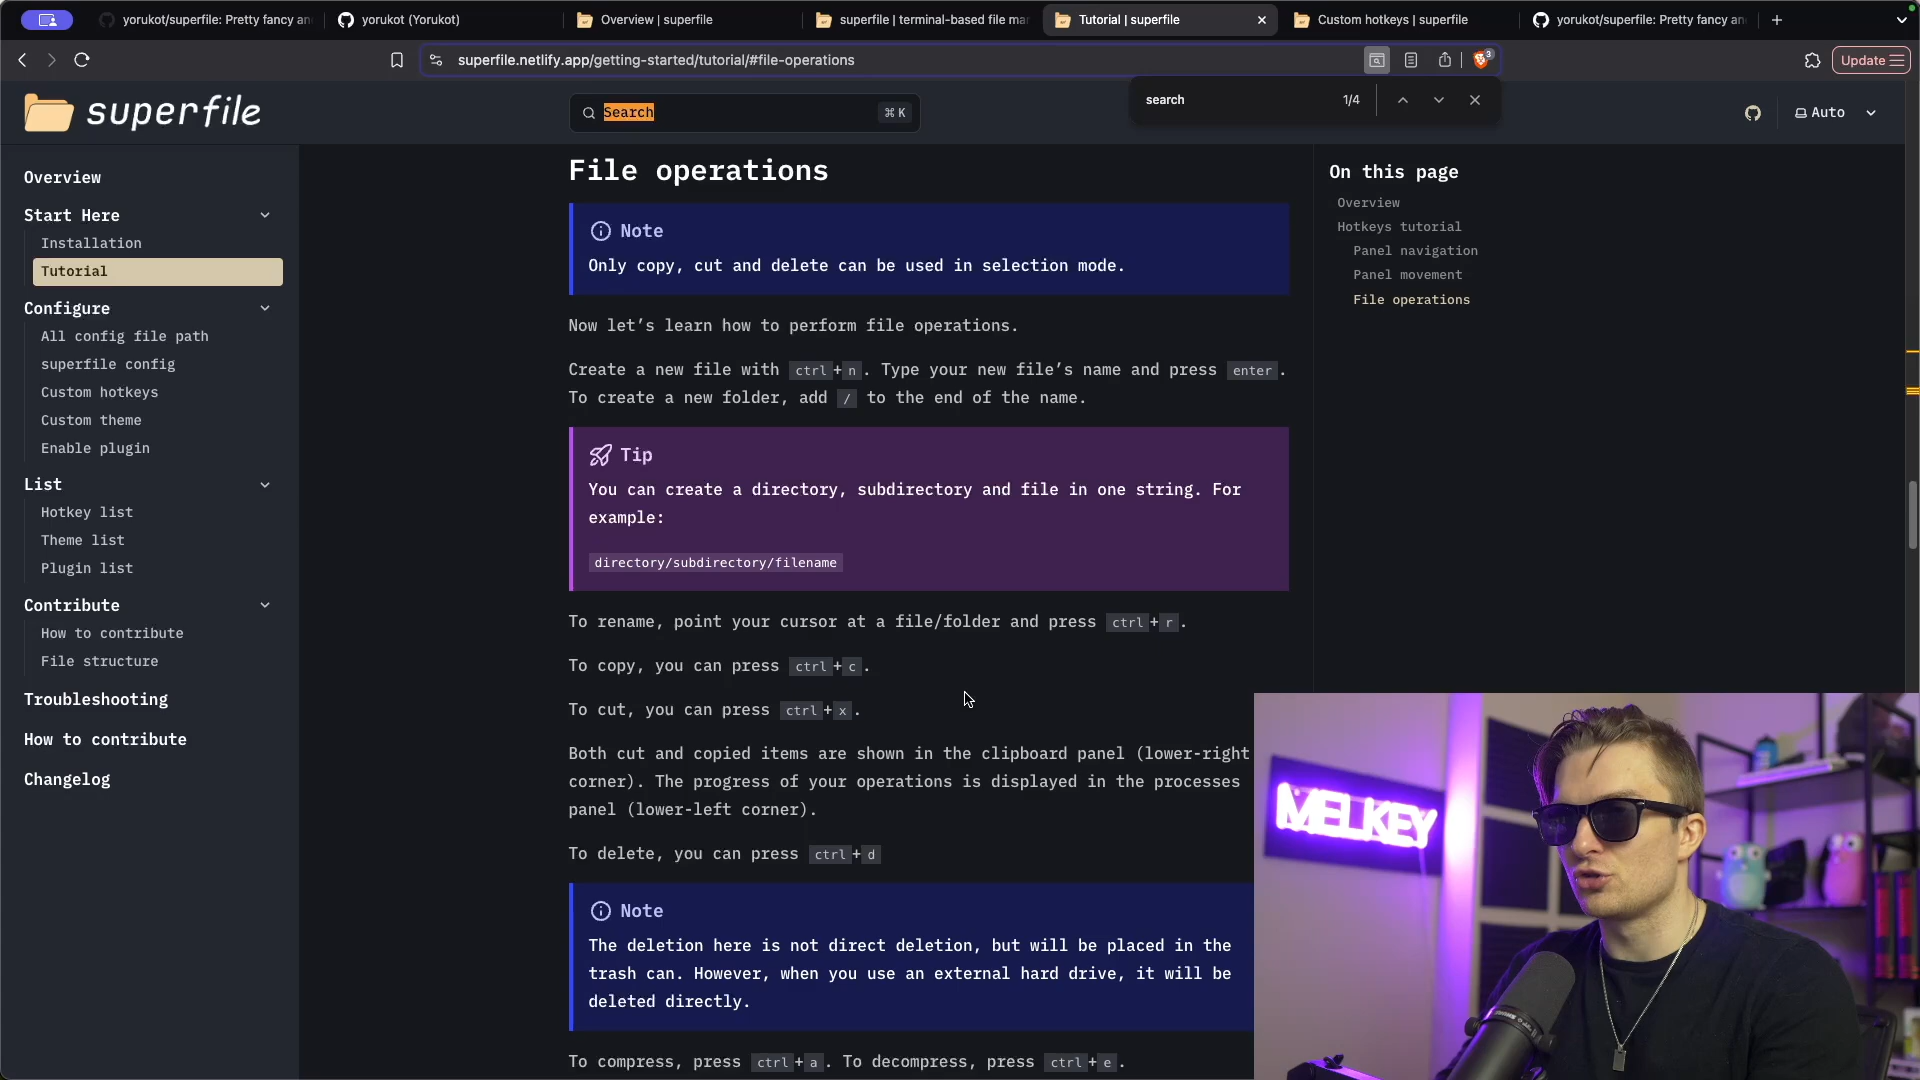 yorukot/superfile: Pretty fancy an
yorukot (Yorukot)
Overview | superfile
superfile | terminal-based file mar
Tutorial | superfile
Custom hotkeys | superfile
yorukot/superfile: Pretty fancy an
superfile.netlify.app/getting-started/tutorial/#file-operations
3
Update
superfile
Search
⌘ K
search
1/4
Auto
Overview
Start Here
Installation
Tutorial
Configure
All config file path
superfile config
Custom hotkeys
Custom theme
Enable plugin
List
Hotkey list
Theme list
Plugin list
Contribute
How to contribute
File structure
Troubleshooting
How to contribute
Changelog
File operations
Note
Only copy, cut and delete can be used in selection mode.
Now let’s learn how to perform file operations.
Create a new file with ctrl+n. Type your new file’s name and press enter.
To create a new folder, add / to the end of the name.
Tip
You can create a directory, subdirectory and file in one string. For
example:
directory/subdirectory/filename
To rename, point your cursor at a file/folder and press ctrl+r.
To copy, you can press ctrl+c.
To cut, you can press ctrl+x.
Both cut and copied items are shown in the clipboard panel (lower-right
corner). The progress of your operations is displayed in the processes
panel (lower-left corner).
To delete, you can press ctrl+d
Note
The deletion here is not direct deletion, but will be placed in the
trash can. However, when you use an external hard drive, it will be
deleted directly.
To compress, press ctrl+a. To decompress, press ctrl+e.
On this page
Overview
Hotkeys tutorial
Panel navigation
Panel movement
File operations
MELKEY